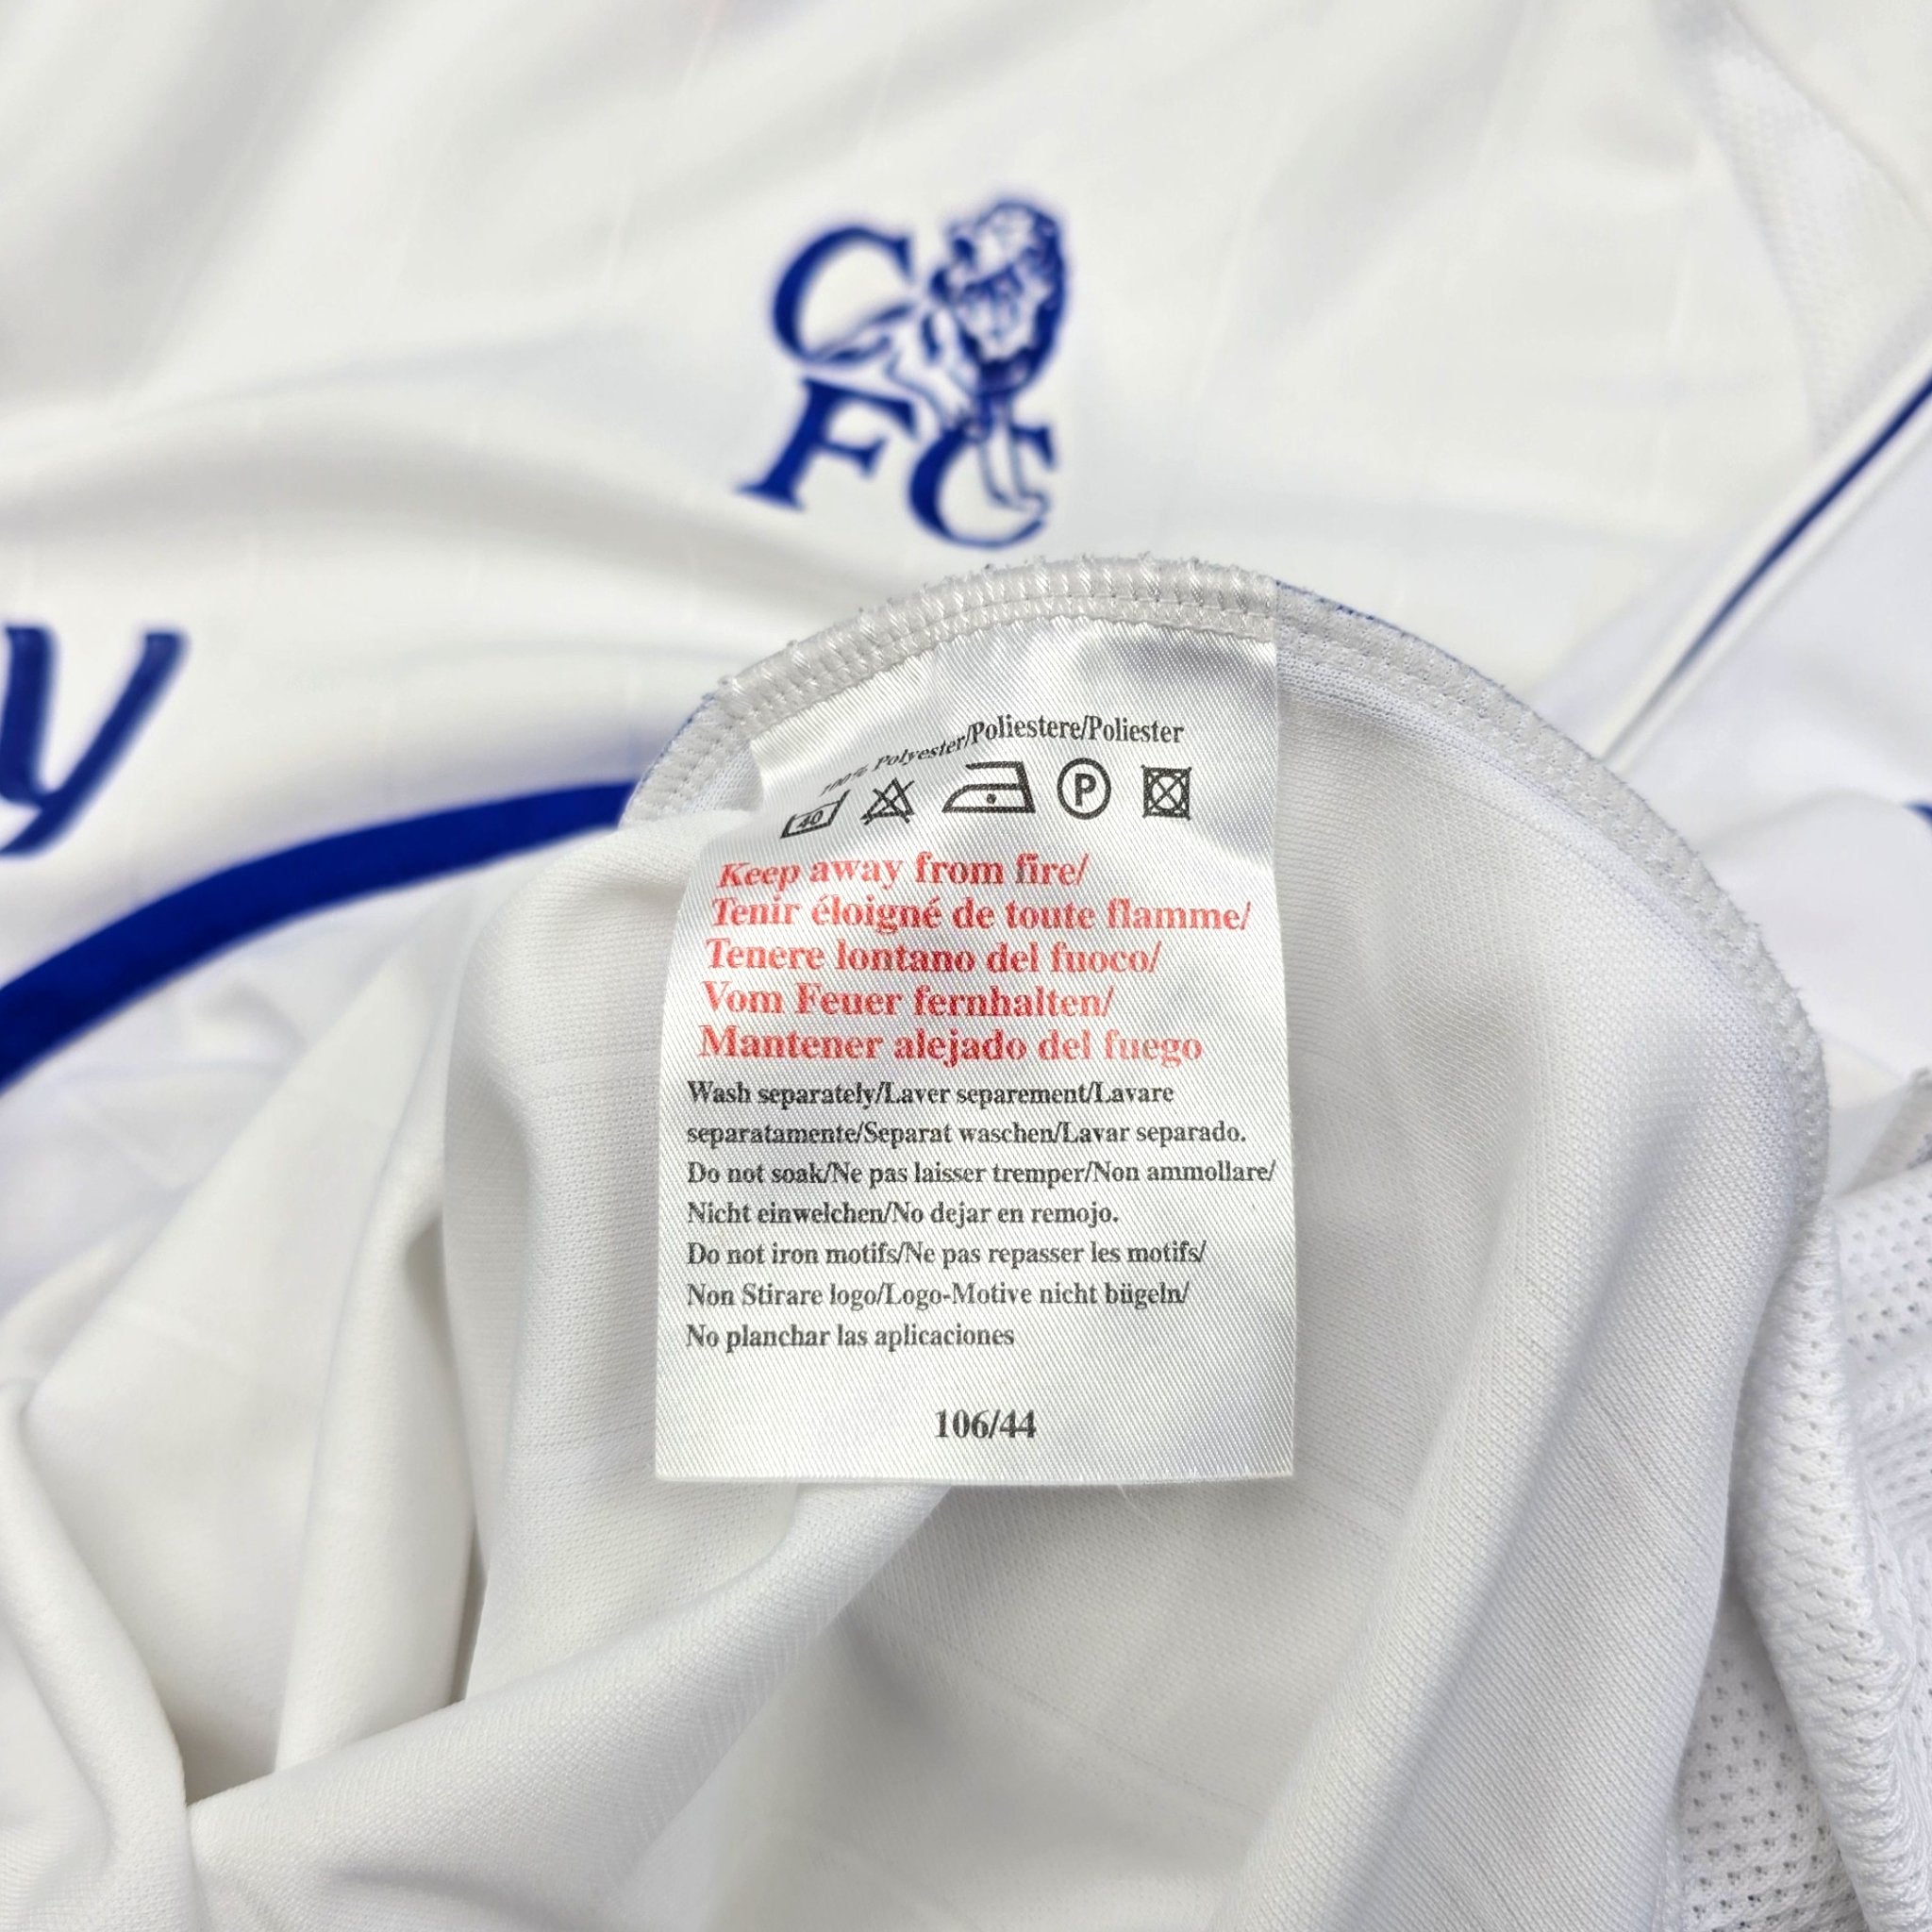 CFC
y
100% Polyester/Poliestere/Poliester
40 P
Keep away from fire/
Tenir éloigné de toute flamme/
Tenere lontano del fuoco/
Vom Feuer fernhalten/
Mantener alejado del fuego
Wash separately/Laver separement/Lavare
separatamente/Separat waschen/Lavar separado.
Do not soak/Ne pas laisser tremper/Non ammollare/
Nicht einwelchen/No dejar en remojo.
Do not iron motifs/Ne pas repasser les motifs/
Non Stirare logo/Logo-Motive nicht bügeln/
No planchar las aplicaciones
106/44